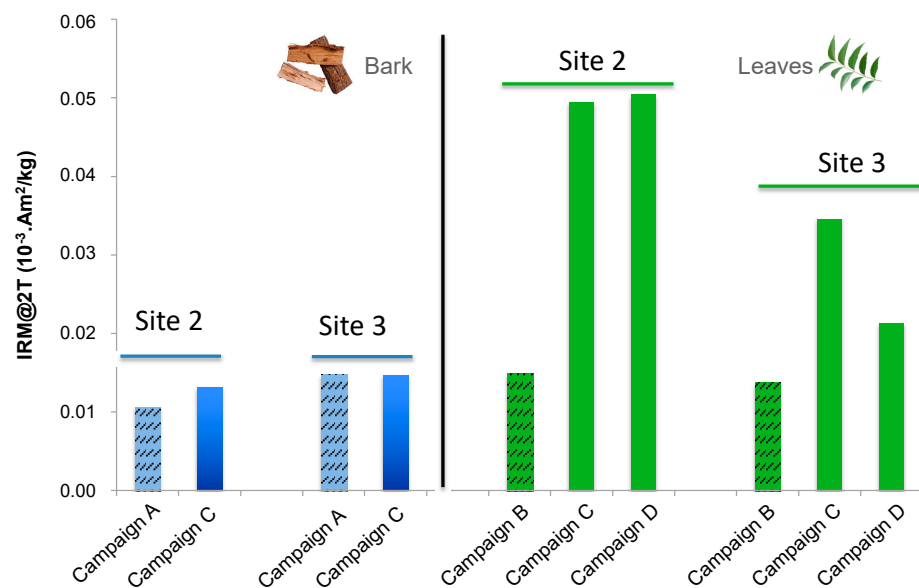 0.06
0.05
0.04
0.03
0.02
0.01
0.00
IRM@2T (10⁻³.Am²/kg)
Bark
Site 2
Site 3
Campaign A
Campaign C
Campaign A
Campaign C
Leaves
Site 2
Site 3
Campaign B
Campaign C
Campaign D
Campaign B
Campaign C
Campaign D